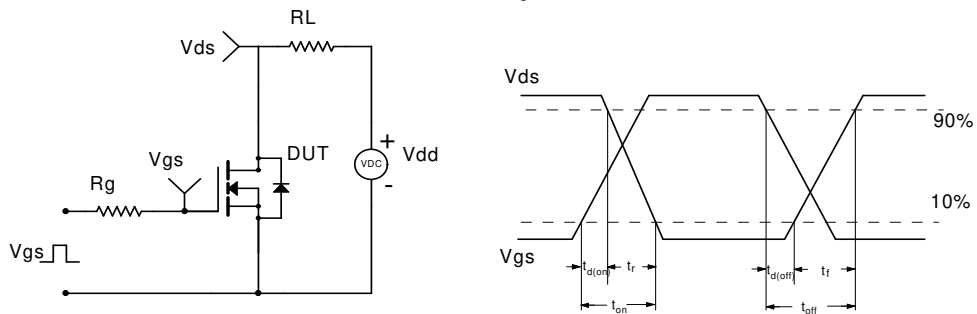 RL
Vds
Vgs
DUT
+
VDC
Vdd
-
Rg
Vgs
Vds
90%
10%
Vgs
td(on)
tr
td(off)
tf
ton
toff